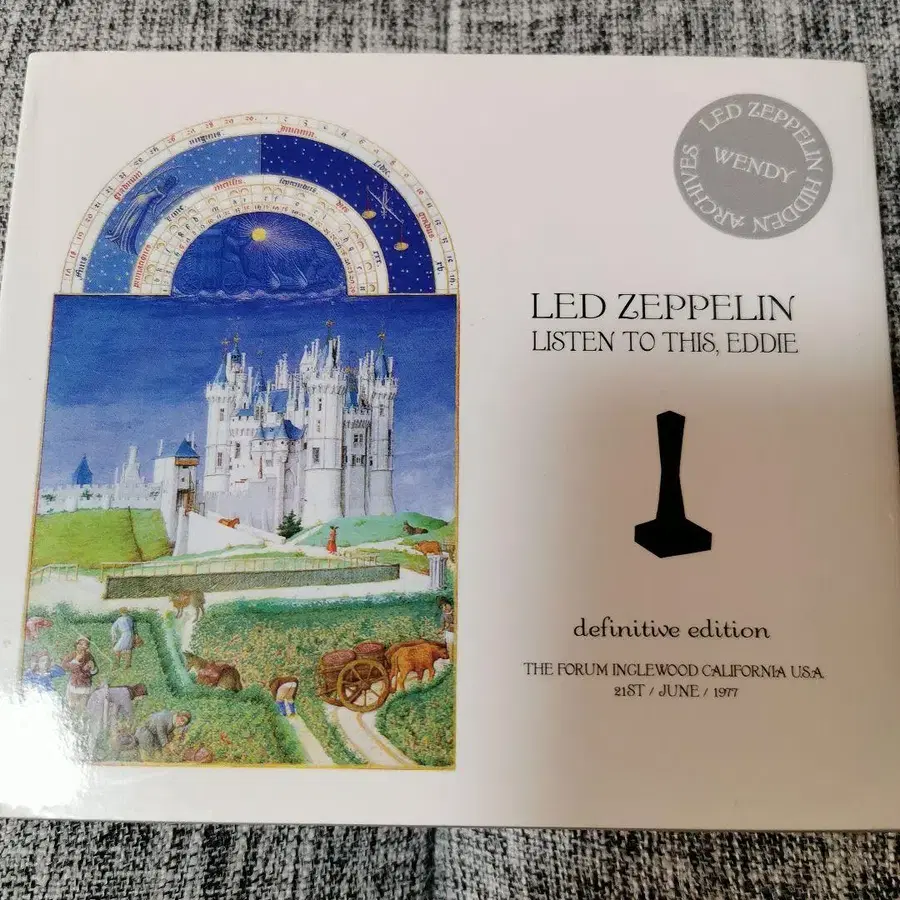 LED ZEPPELIN HIDDEN ARCHIVES
WENDY
LED ZEPPELIN
LISTEN TO THIS, EDDIE
definitive edition
THE FORUM INGLEWOOD CALIFORNIA U.S.A.
21ST / JUNE / 1977